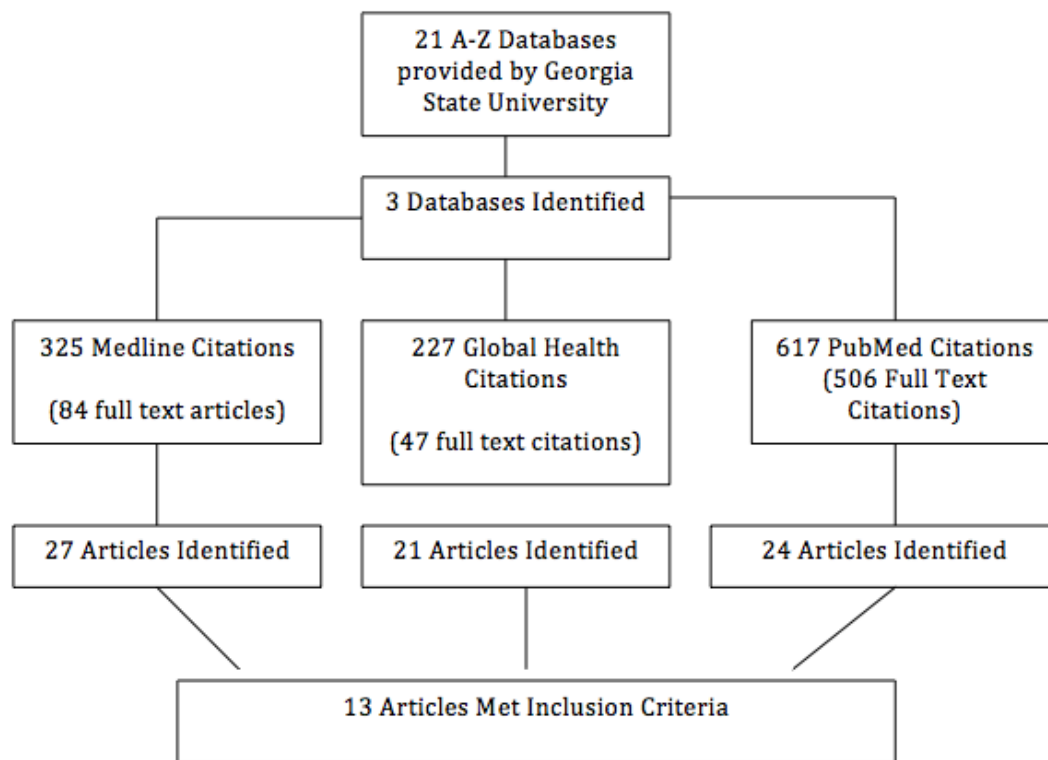 21 A-Z Databases
provided by Georgia
State University
3 Databases Identified
325 Medline Citations
(84 full text articles)
227 Global Health
Citations
(47 full text citations)
617 PubMed Citations
(506 Full Text
Citations)
27 Articles Identified
21 Articles Identified
24 Articles Identified
13 Articles Met Inclusion Criteria